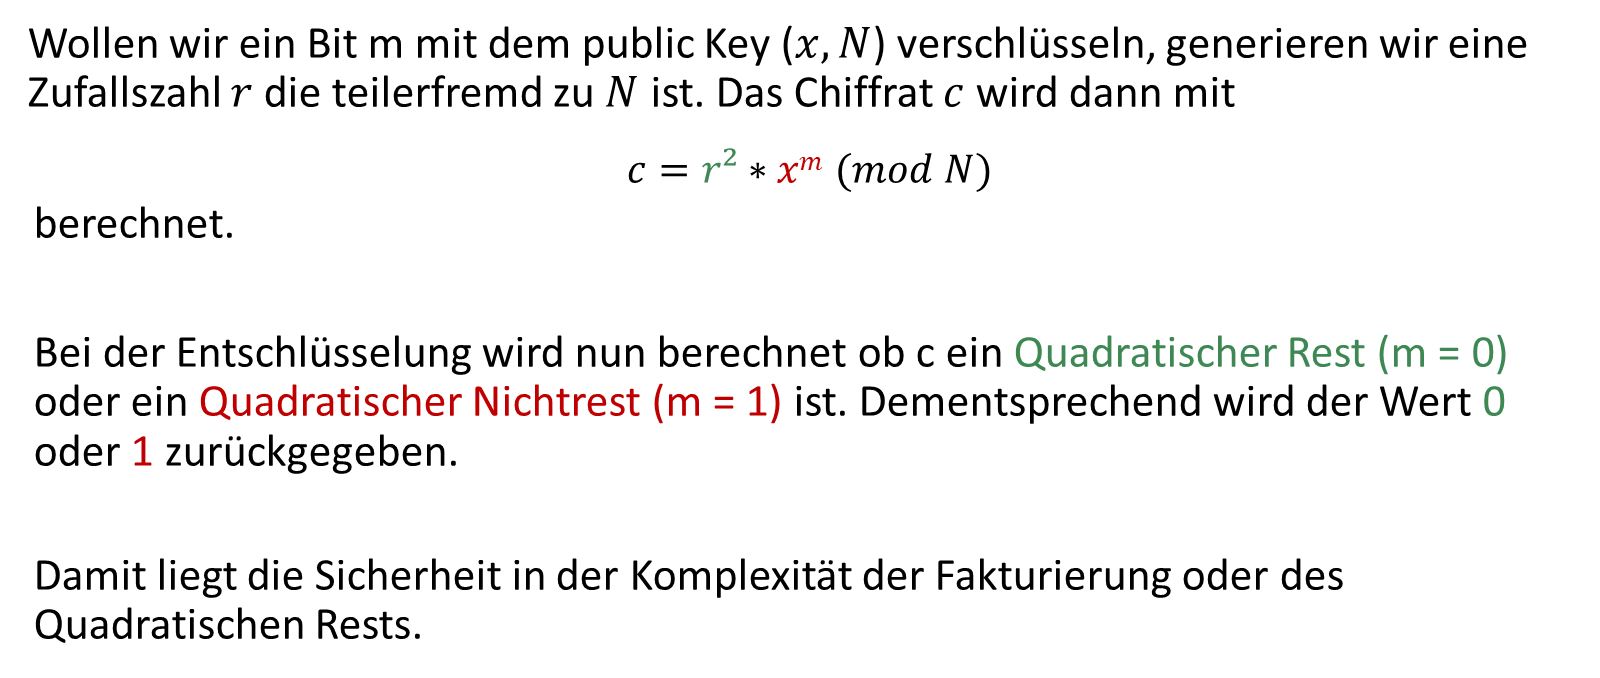 Wollen wir ein Bit m mit dem public Key (x, N) verschlüsseln, generieren wir eine
Zufallszahl r die teilerfremd zu N ist. Das Chiffrat c wird dann mit
c = r² * xᵐ (mod N)
berechnet.
Bei der Entschlüsselung wird nun berechnet ob c ein Quadratischer Rest (m = 0)
oder ein Quadratischer Nichtrest (m = 1) ist. Dementsprechend wird der Wert 0
oder 1 zurückgegeben.
Damit liegt die Sicherheit in der Komplexität der Fakturierung oder des
Quadratischen Rests.